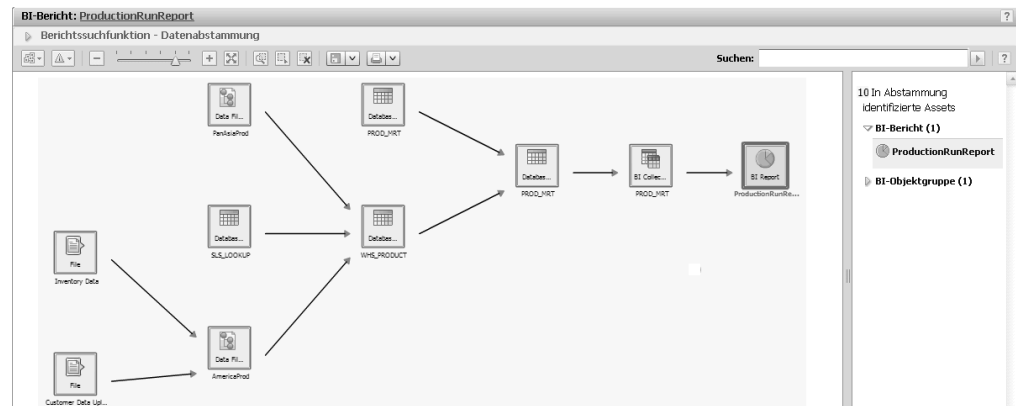 BI-Bericht: ProductionRunReport
?
Berichtssuchfunktion - Datenabstammung
Suchen:
?
Data Fil...
PanAsiaProd
Databas...
PROD_MRT
Databas...
PROD_MRT
BI Collec...
PROD_MRT
BI Report
ProductionRunRe...
Databas...
SLS_LOOKUP
Databas...
WHS_PRODUCT
File
Inventory Data
Data Fil...
AmericaProd
File
Customer Data Upl...
10 In Abstammung
identifizierte Assets
BI-Bericht (1)
ProductionRunReport
BI-Objektgruppe (1)